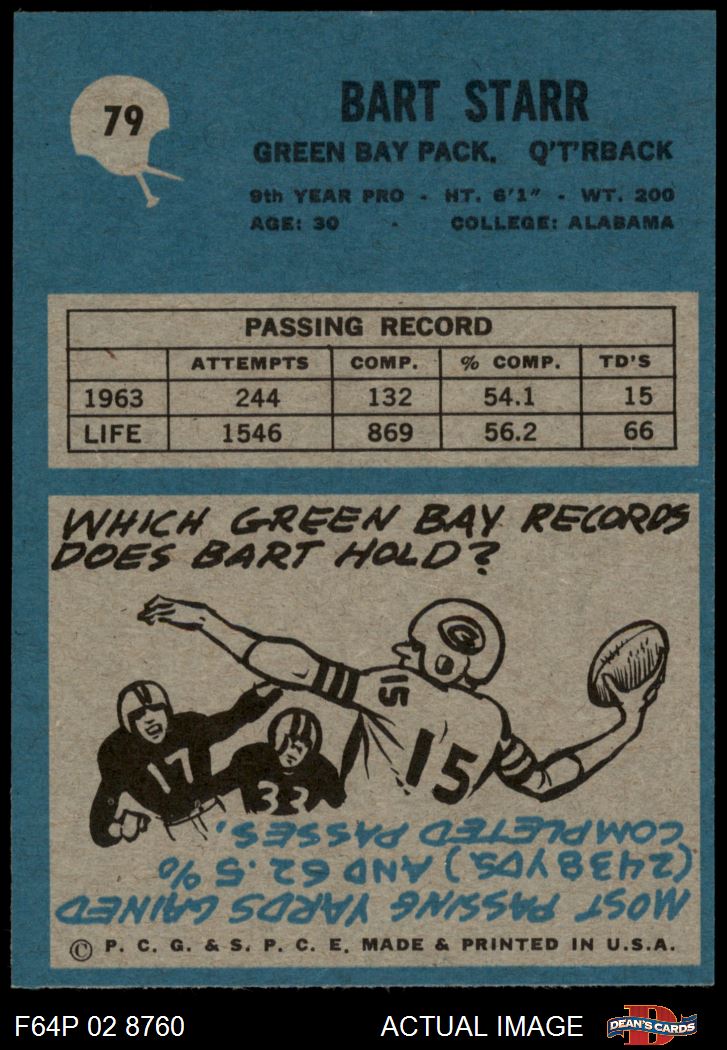 79
BART STARR
GREEN BAY PACK. Q'T'RBACK
9th YEAR PRO - HT. 6'1" - WT. 200
AGE: 30 - COLLEGE: ALABAMA
PASSING RECORD
ATTEMPTS COMP. % COMP. TD'S
1963 244 132 54.1 15
LIFE 1546 869 56.2 66
WHICH GREEN BAY RECORDS
DOES BART HOLD?
15
15
17
33
MOST PASSING YARDS GAINED
(2438 YDS.) AND 62.5%
COMPLETED PASSES.
© P. C. G. & S. P. C. E. MADE & PRINTED IN U.S.A.
F64P 02 8760 ACTUAL IMAGE
D
DEAN'S CARDS